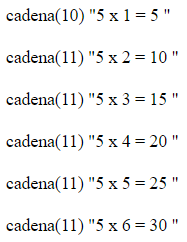 cadena(10) "5 x 1 = 5 "
cadena(11) "5 x 2 = 10 "
cadena(11) "5 x 3 = 15 "
cadena(11) "5 x 4 = 20 "
cadena(11) "5 x 5 = 25 "
cadena(11) "5 x 6 = 30 "